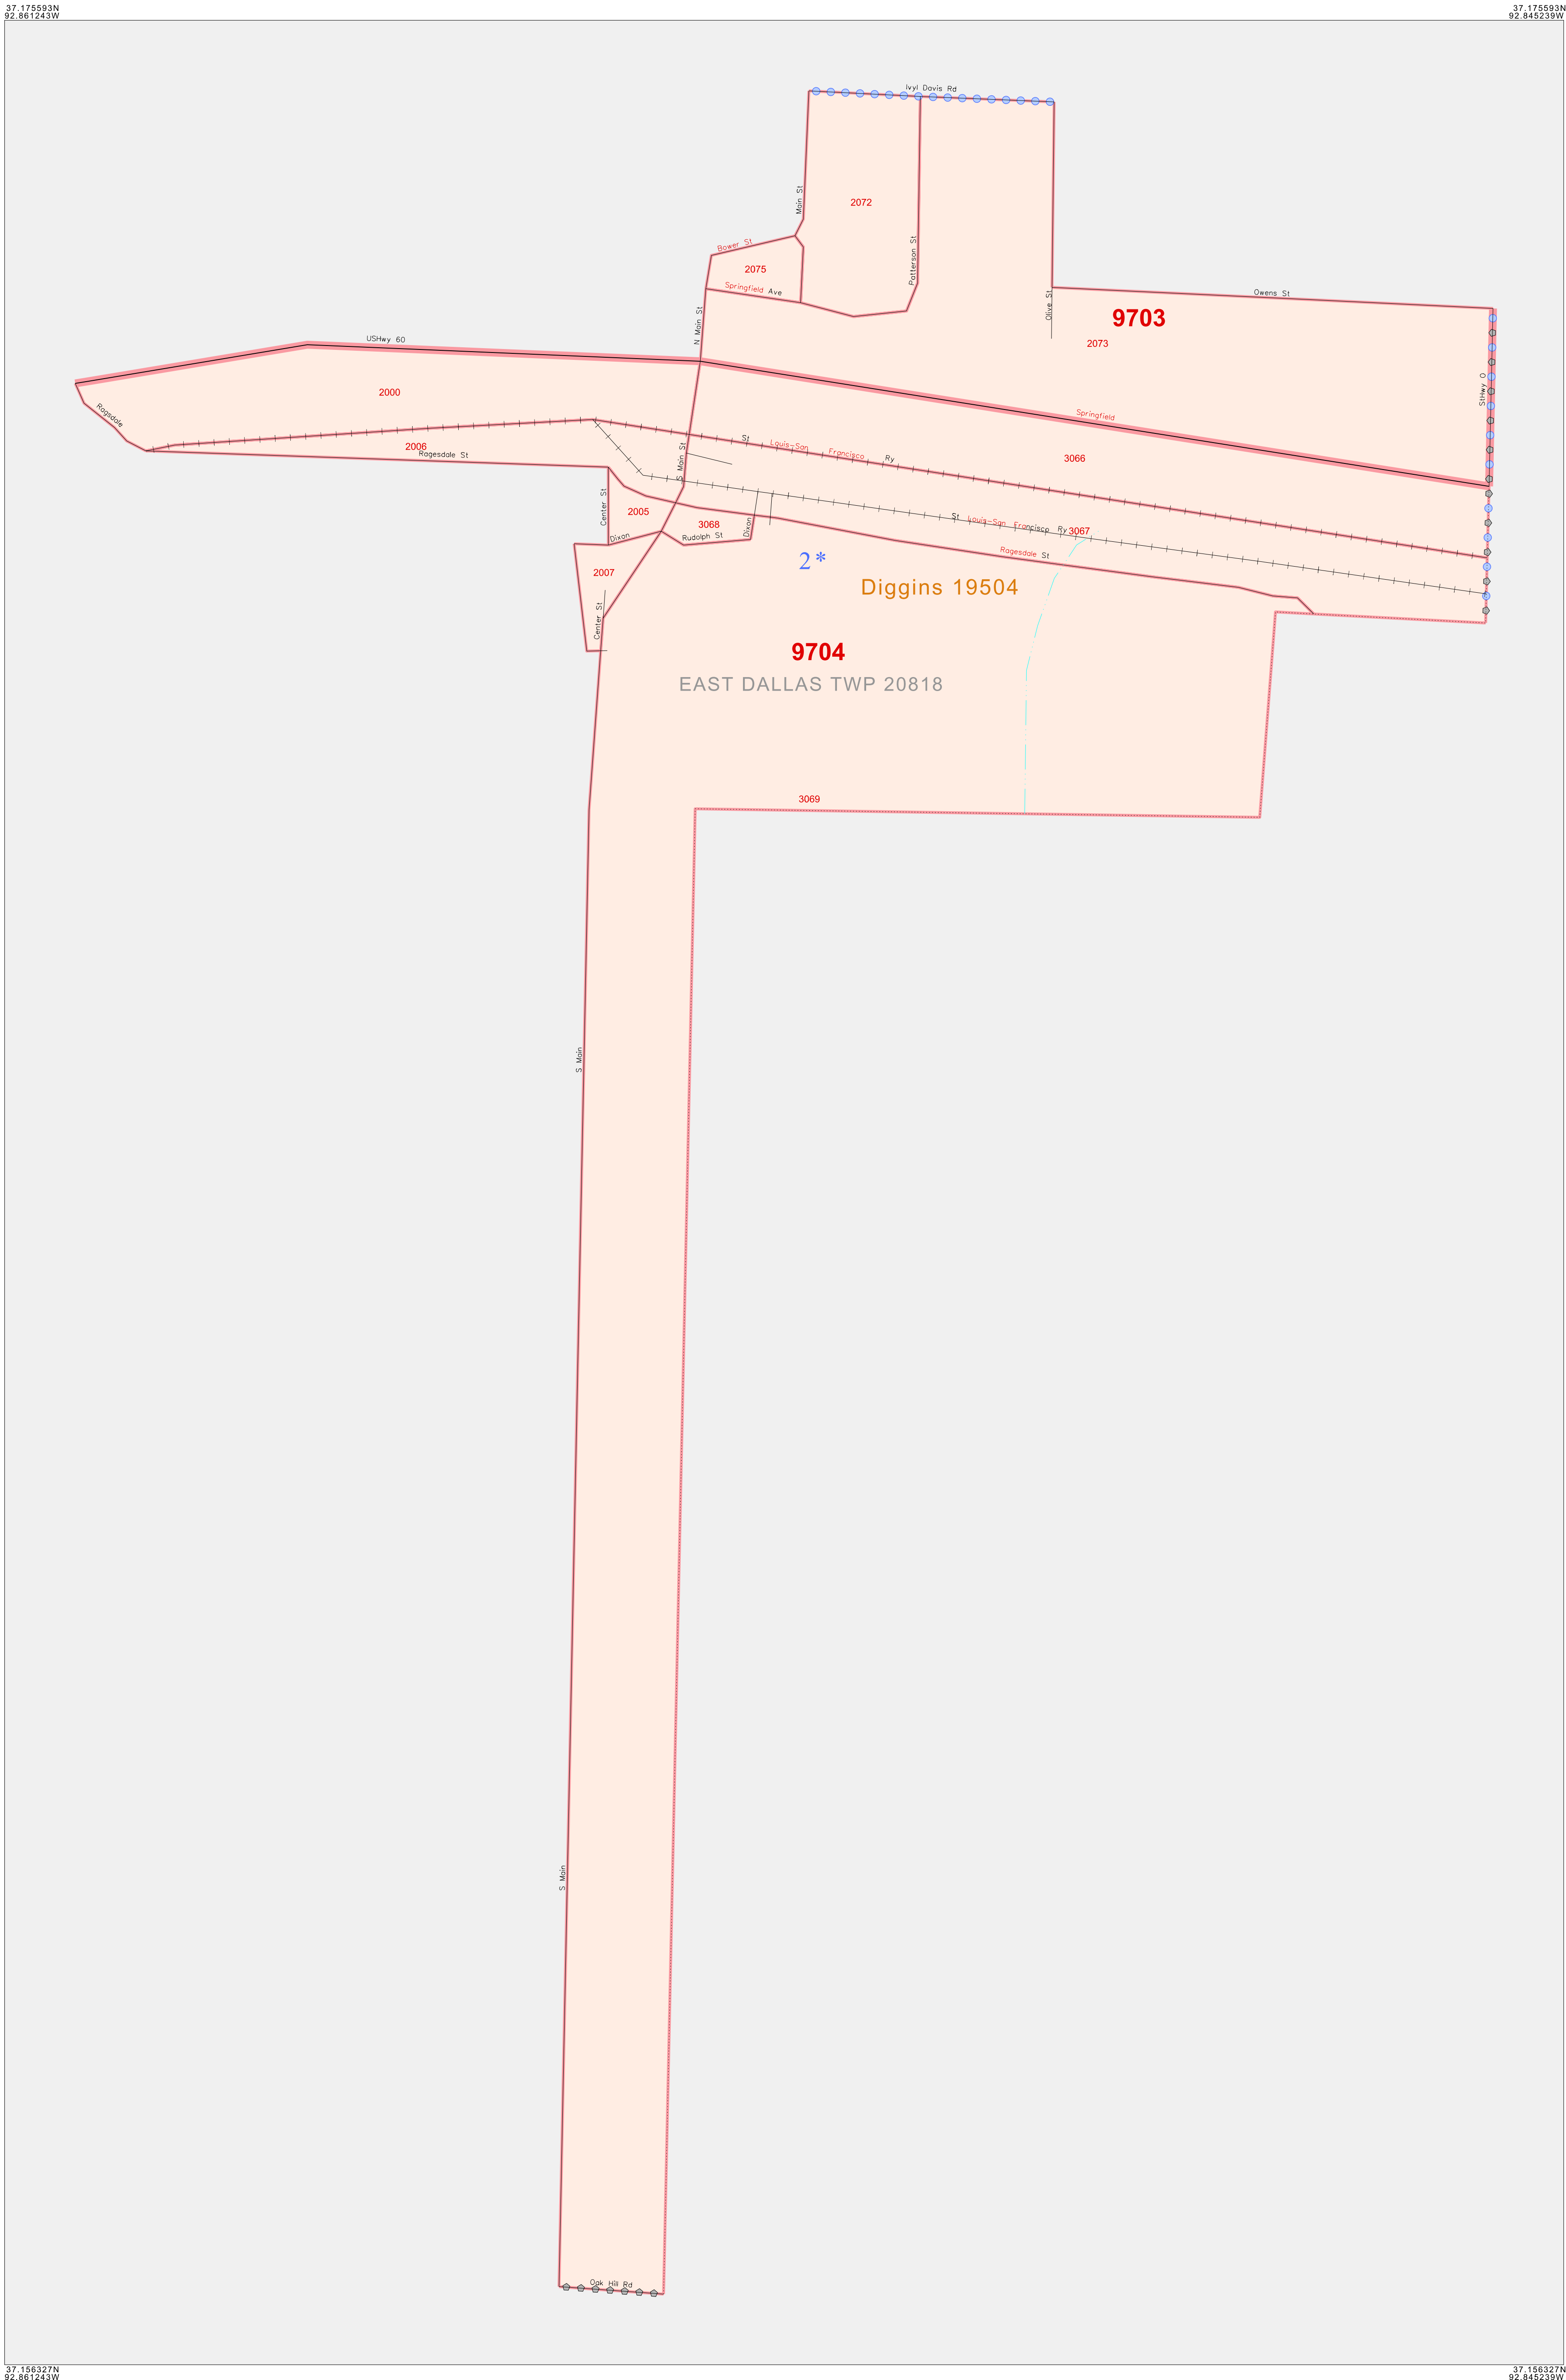 37.175593N
92.861243W
37.175593N
92.845239W
Ivyl Davis Rd
2072
Main St
Patterson St
Bower St
2075
Springfield Ave
Olive St
Owens St
9703
2073
N Main St
USHwy 60
2000
StHwy O
Ragsdale
Springfield
2006
Ragesdale St
S Main St
St Louis-San Francisco Ry
3066
Center St
2005
3068
Dixon
St Louis-San Francisco Ry
3067
Dixon
Rudolph St
Ragesdale St
2*
2007
Diggins 19504
Center St
9704
EAST DALLAS TWP 20818
3069
S Main
S Main
Oak Hill Rd
37.156327N
92.861243W
37.156327N
92.845239W